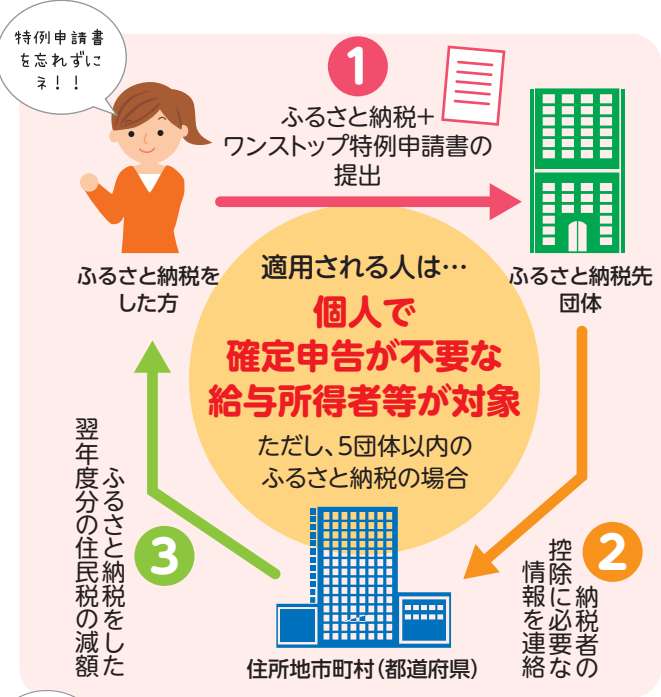 特例申請書
を忘れずに
ネ！！
1
ふるさと納税＋
ワンストップ特例申請書の
提出
ふるさと納税を
した方
ふるさと納税先
団体
適用される人は…
個人で
確定申告が不要な
給与所得者等が対象
ただし、5団体以内の
ふるさと納税の場合
2
納税者の
控除に必要な
情報を連絡
住所地市町村（都道府県）
3
ふるさと納税をした
翌年度分の住民税の減額